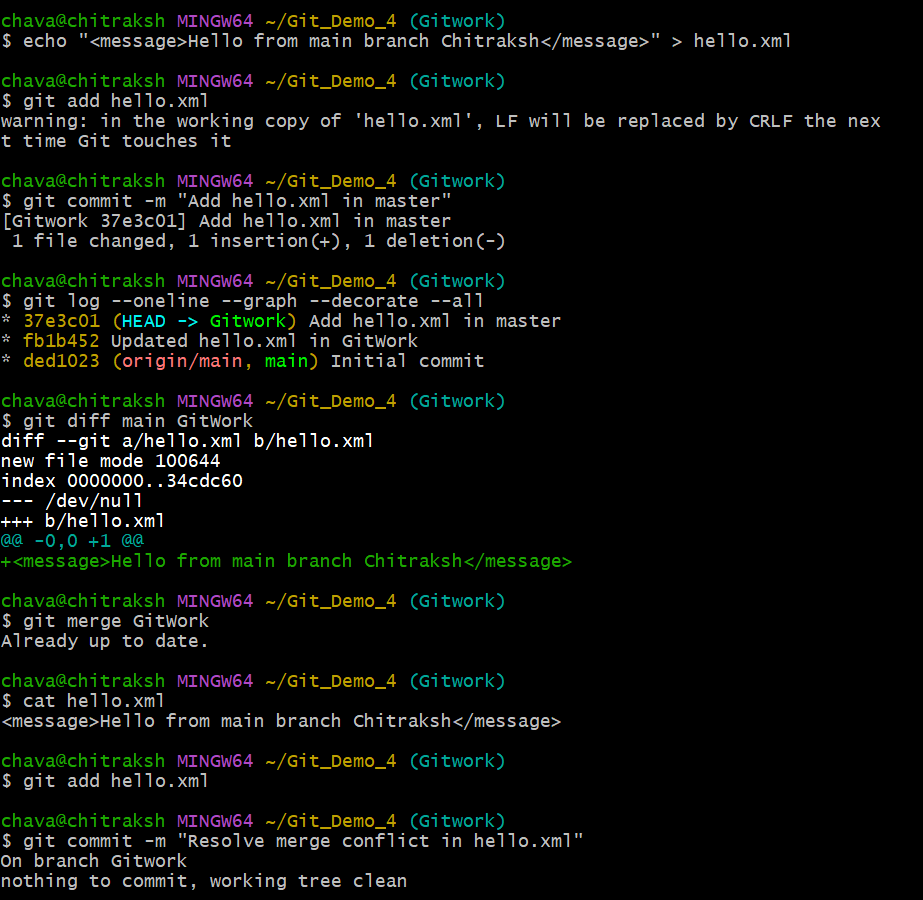 chava@chitraksh MINGW64 ~/Git_Demo_4 (Gitwork)
$ echo "<message>Hello from main branch Chitraksh</message>" > hello.xml
chava@chitraksh MINGW64 ~/Git_Demo_4 (Gitwork)
$ git add hello.xml
warning: in the working copy of 'hello.xml', LF will be replaced by CRLF the nex
t time Git touches it
chava@chitraksh MINGW64 ~/Git_Demo_4 (Gitwork)
$ git commit -m "Add hello.xml in master"
[Gitwork 37e3c01] Add hello.xml in master
 1 file changed, 1 insertion(+), 1 deletion(-)
chava@chitraksh MINGW64 ~/Git_Demo_4 (Gitwork)
$ git log --oneline --graph --decorate --all
* 37e3c01 (HEAD -> Gitwork) Add hello.xml in master
* fb1b452 Updated hello.xml in GitWork
* ded1023 (origin/main, main) Initial commit
chava@chitraksh MINGW64 ~/Git_Demo_4 (Gitwork)
$ git diff main GitWork
diff --git a/hello.xml b/hello.xml
new file mode 100644
index 0000000..34cdc60
--- /dev/null
+++ b/hello.xml
@@ -0,0 +1 @@
+<message>Hello from main branch Chitraksh</message>
chava@chitraksh MINGW64 ~/Git_Demo_4 (Gitwork)
$ git merge GitWork
Already up to date.
chava@chitraksh MINGW64 ~/Git_Demo_4 (Gitwork)
$ cat hello.xml
<message>Hello from main branch Chitraksh</message>
chava@chitraksh MINGW64 ~/Git_Demo_4 (Gitwork)
$ git add hello.xml
chava@chitraksh MINGW64 ~/Git_Demo_4 (Gitwork)
$ git commit -m "Resolve merge conflict in hello.xml"
On branch Gitwork
nothing to commit, working tree clean